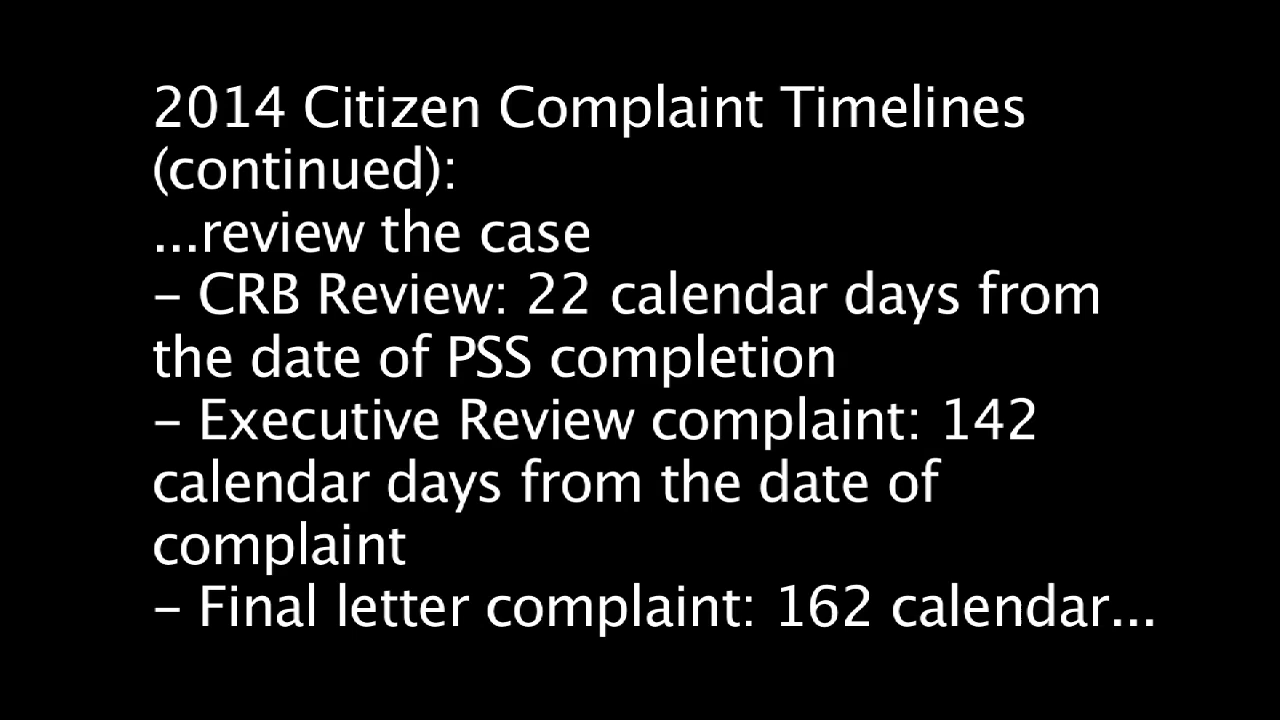 2014 Citizen Complaint Timelines
(continued):
...review the case
– CRB Review: 22 calendar days from
the date of PSS completion
– Executive Review complaint: 142
calendar days from the date of
complaint
– Final letter complaint: 162 calendar...